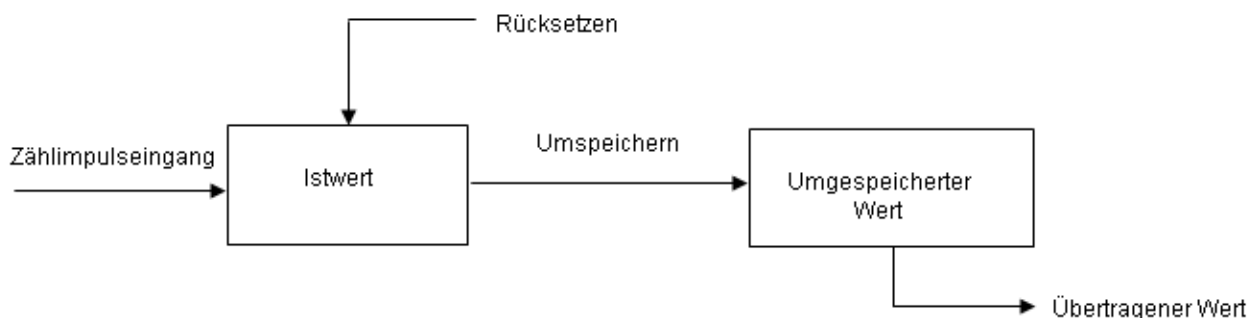 Rücksetzen
Zählimpulseingang
Istwert
Umspeichern
Umgespeicherter
Wert
Übertragener Wert